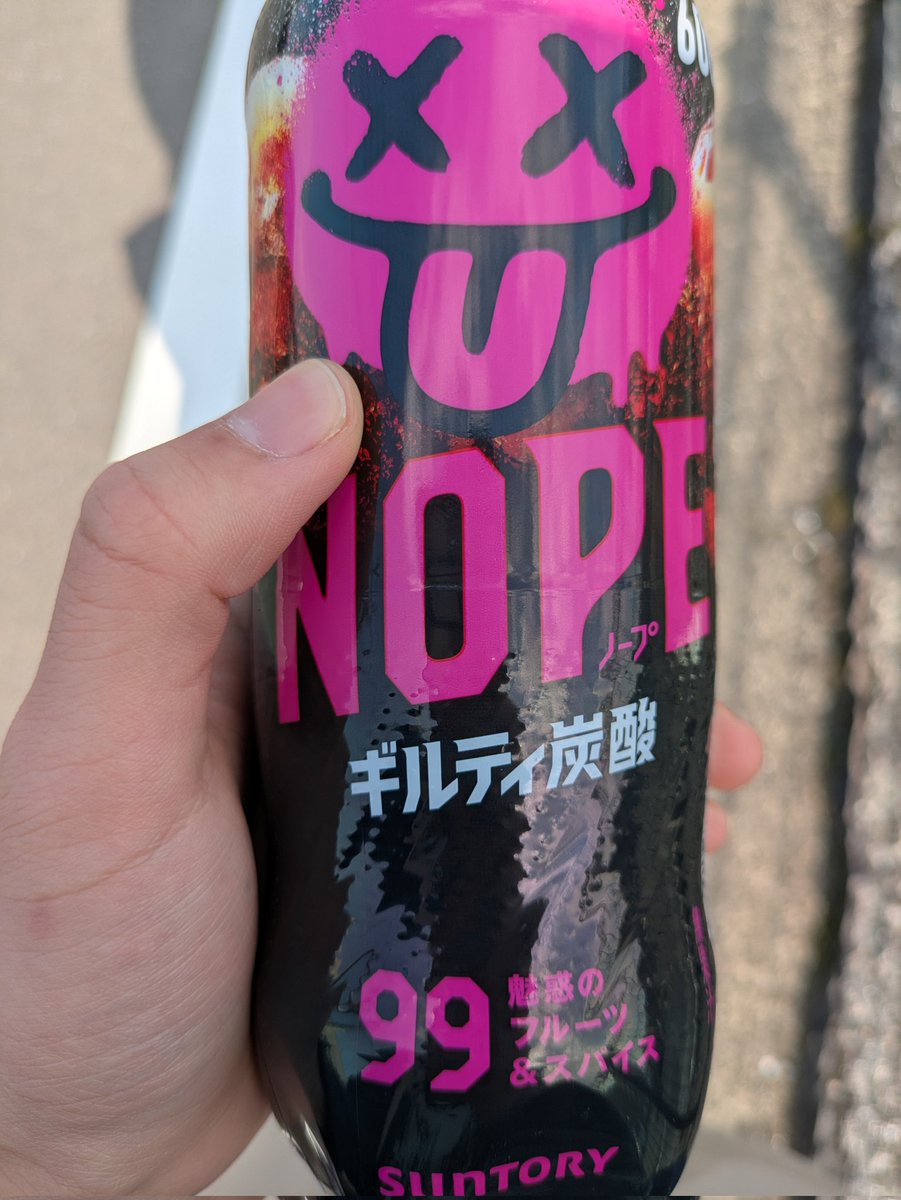 60
NOPE
ノープ
ギルティ炭酸
99
魅惑の
フルーツ
&スパイス
SUNTORY